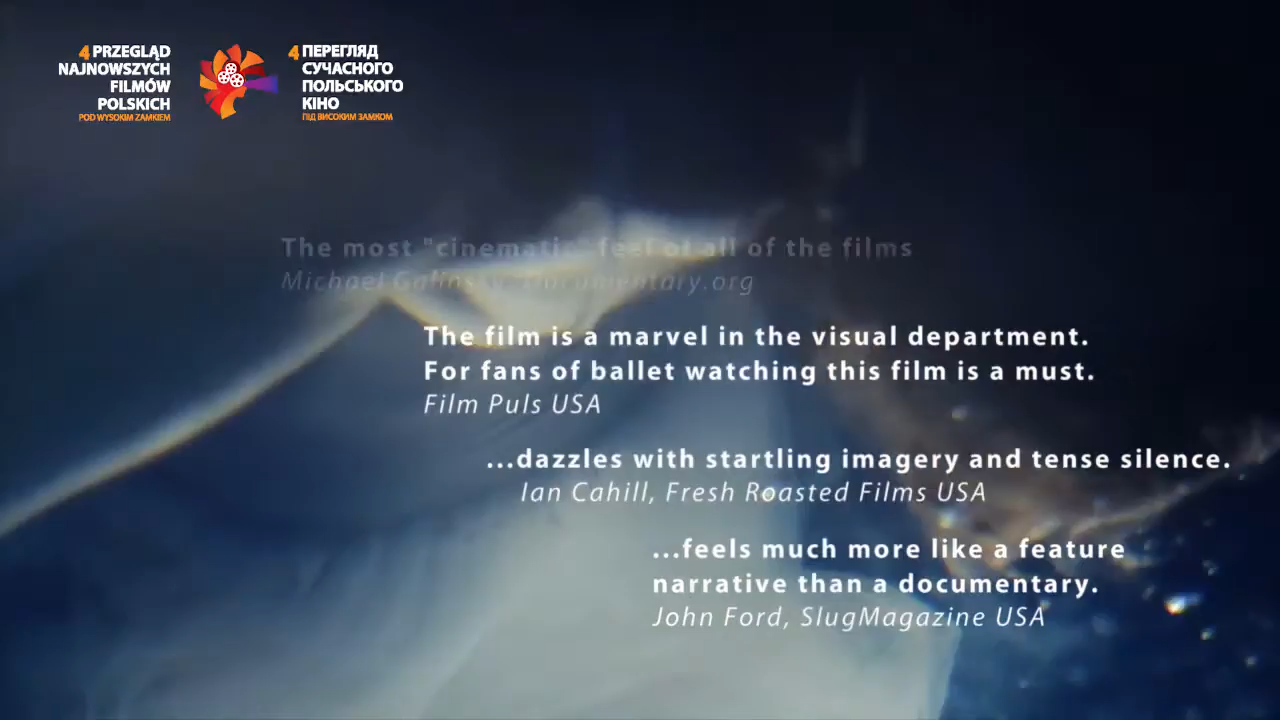 4 PRZEGLĄD
NAJNOWSZYCH
FILMÓW
POLSKICH
POD WYSOKIM ZAMKIEM
4 ПЕРЕГЛЯД
СУЧАСНОГО
ПОЛЬСЬКОГО
КІНО
ПІД ВИСОКИМ ЗАМКОМ
The most "cinematic" feel of all of the films
Michael Galinsky, Documentary.org
The film is a marvel in the visual department.
For fans of ballet watching this film is a must.
Film Puls USA
...dazzles with startling imagery and tense silence.
Ian Cahill, Fresh Roasted Films USA
...feels much more like a feature
narrative than a documentary.
John Ford, SlugMagazine USA